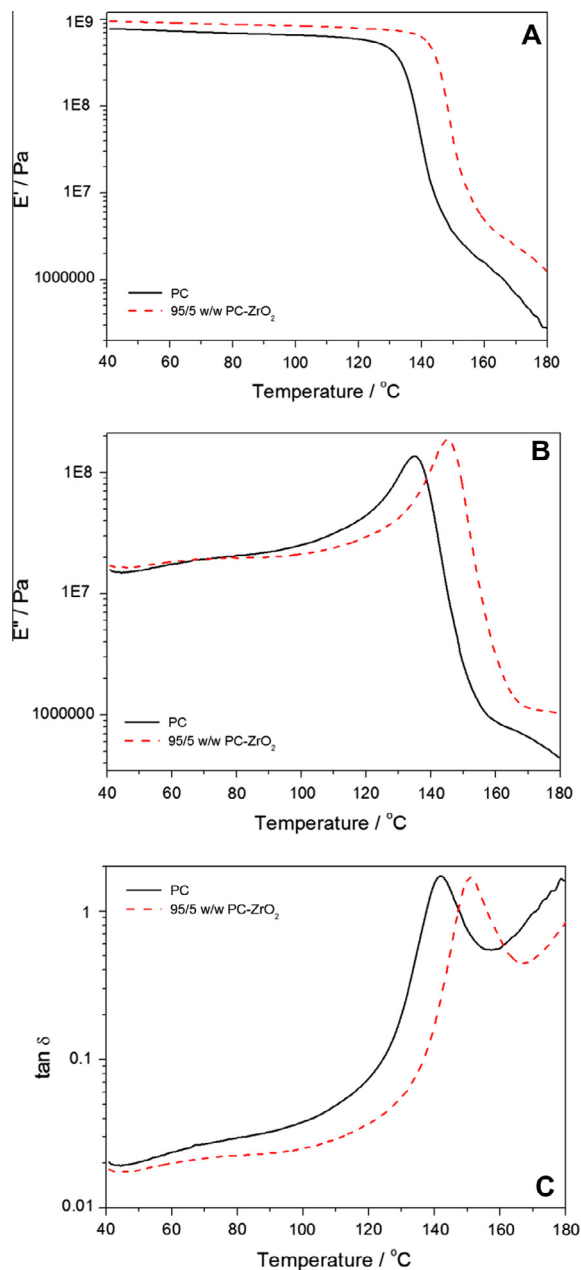 A
1E9
1E8
1E7
1000000
E' / Pa
PC
95/5 w/w PC-ZrO₂
40 60 80 100 120 140 160 180
Temperature / °C
B
1E8
1E7
1000000
E'' / Pa
PC
95/5 w/w PC-ZrO₂
40 60 80 100 120 140 160 180
Temperature / °C
PC
95/5 w/w PC-ZrO₂
1
0.1
0.01
tan δ
C
40 60 80 100 120 140 160 180
Temperature / °C